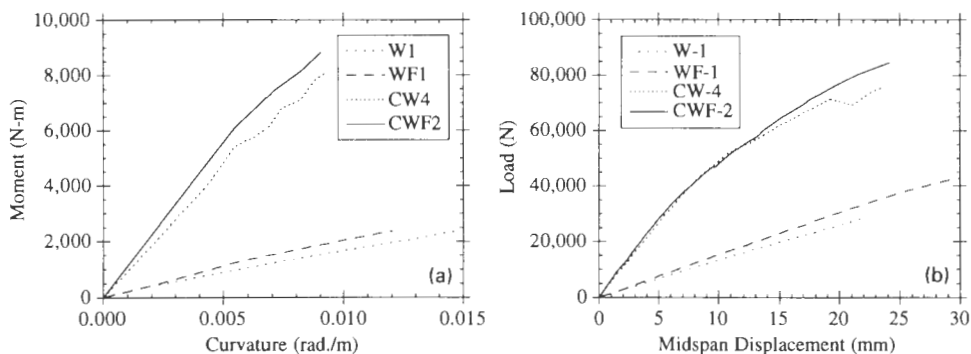 10,000
8,000
6,000
4,000
2,000
0
Moment (N-m)
W1
WF1
CW4
CWF2
(a)
0.000
0.005
0.010
0.015
Curvature (rad./m)
100,000
80,000
60,000
40,000
20,000
0
Load (N)
W-1
WF-1
CW-4
CWF-2
(b)
0
5
10
15
20
25
30
Midspan Displacement (mm)